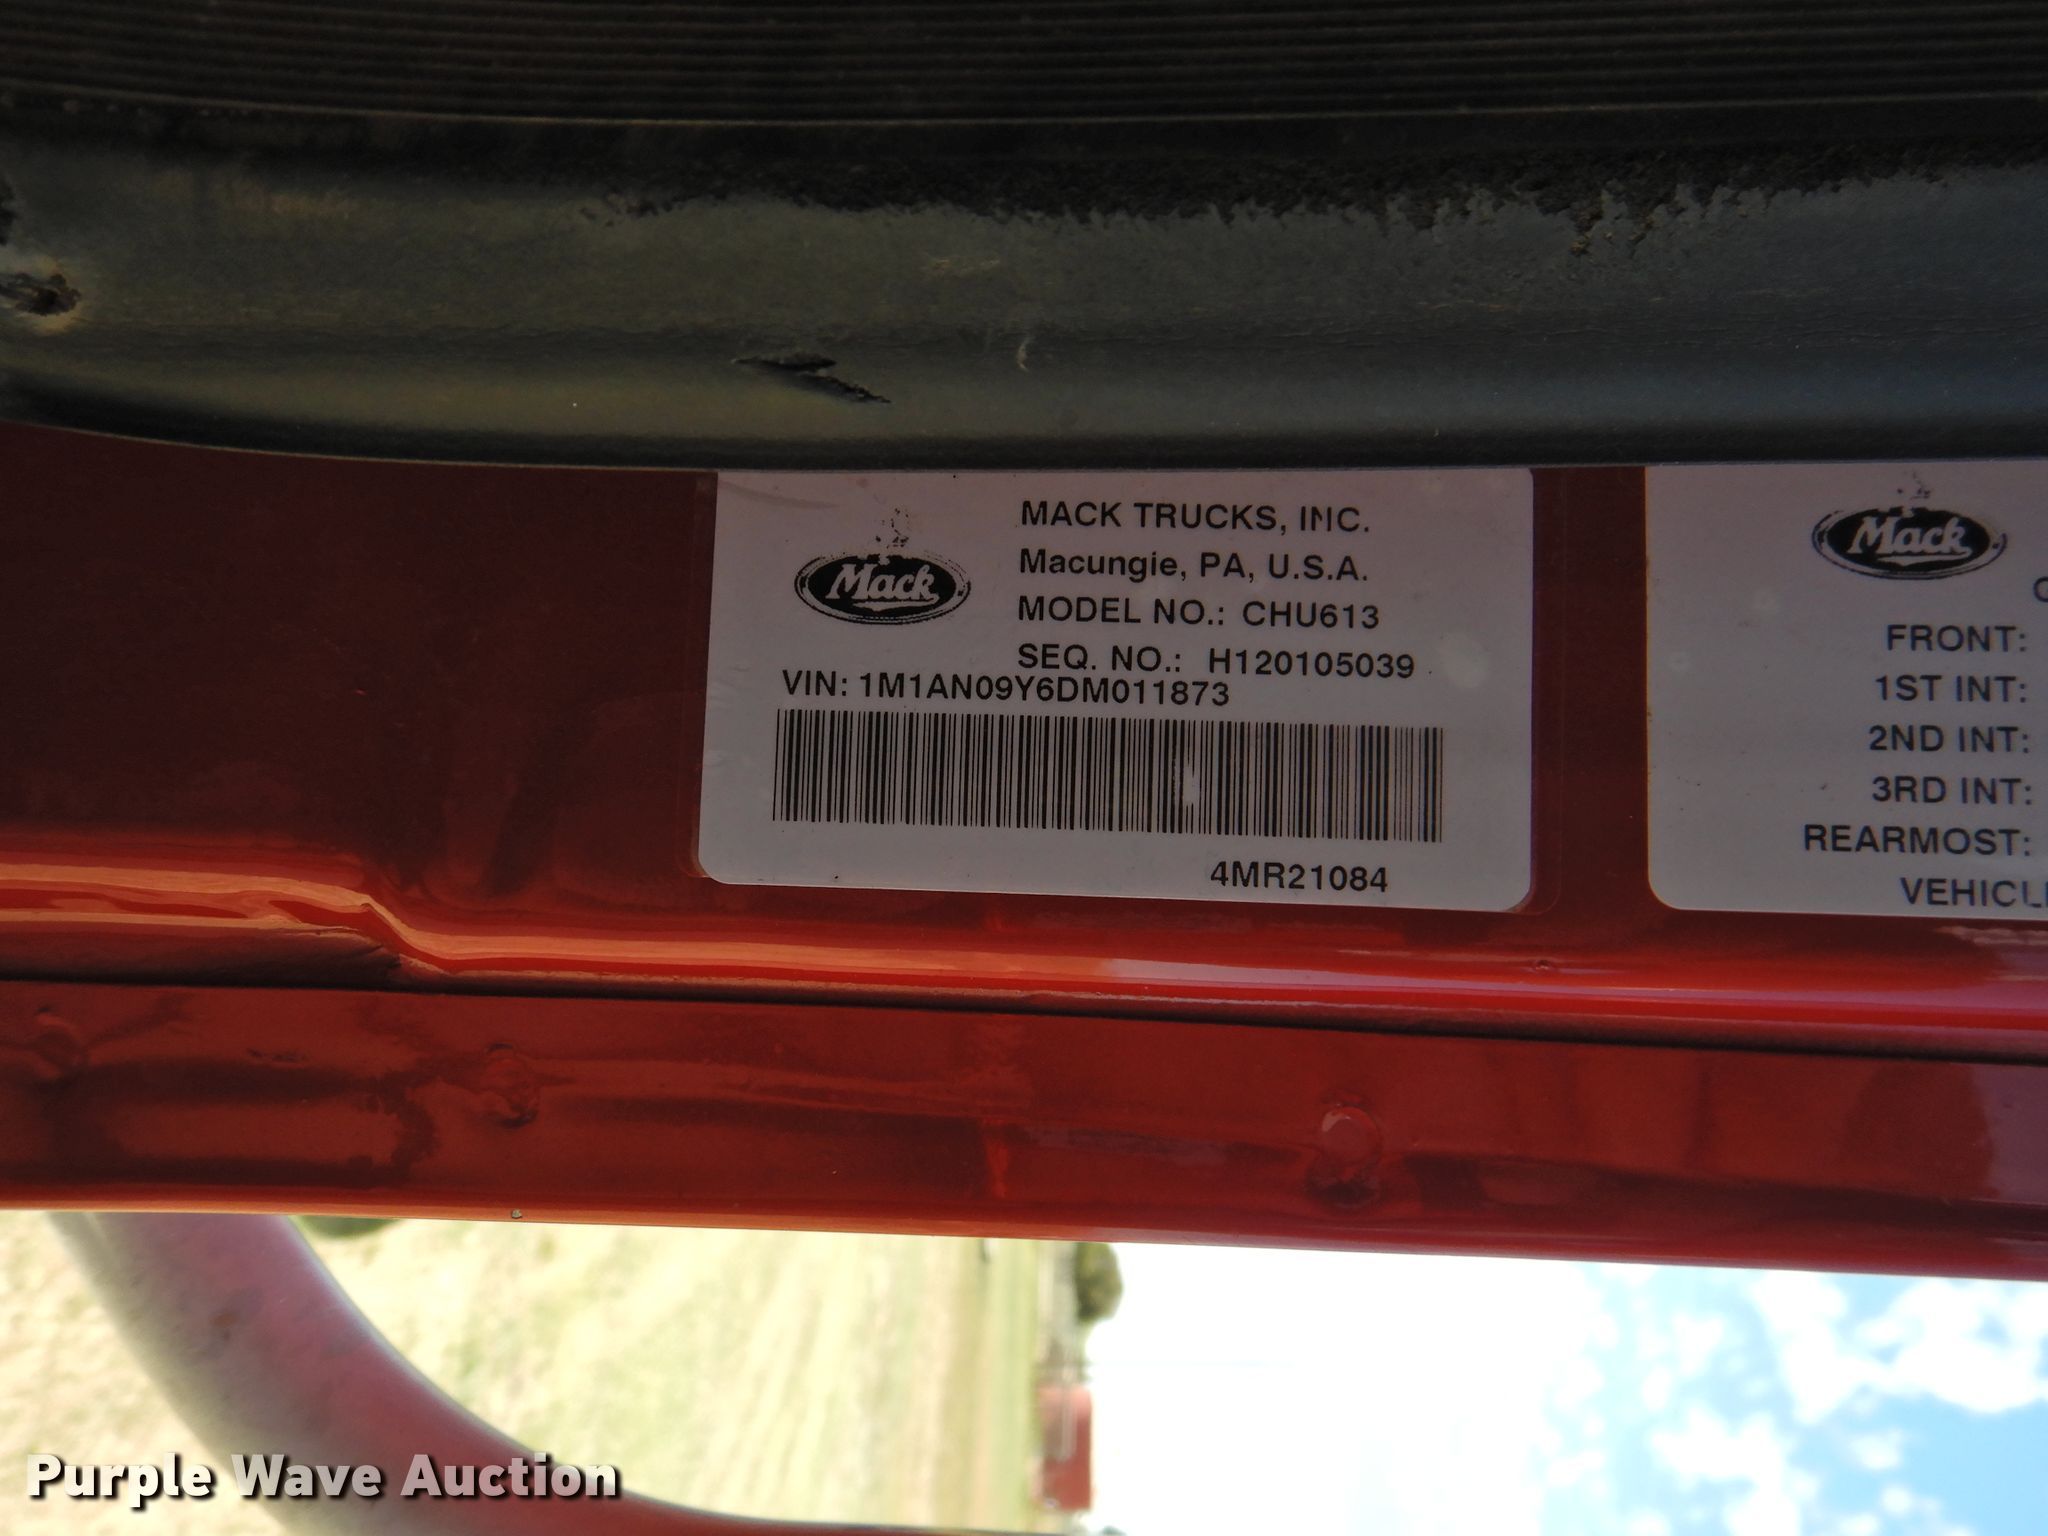 Mack
MACK TRUCKS, INC.
Macungie, PA, U.S.A.
MODEL NO.: CHU613
SEQ. NO.: H120105039
VIN: 1M1AN09Y6DM011873
4MR21084
Mack
FRONT:
1ST INT:
2ND INT:
3RD INT:
REARMOST:
Purple Wave Auction